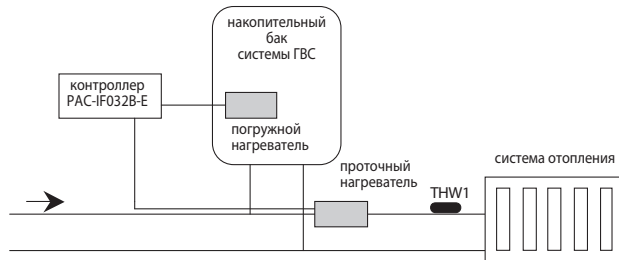 накопительный
бак
системы ГВС
контроллер
PAC-IF032B-E
погружной
нагреватель
проточный
нагреватель
THW1
система отопления